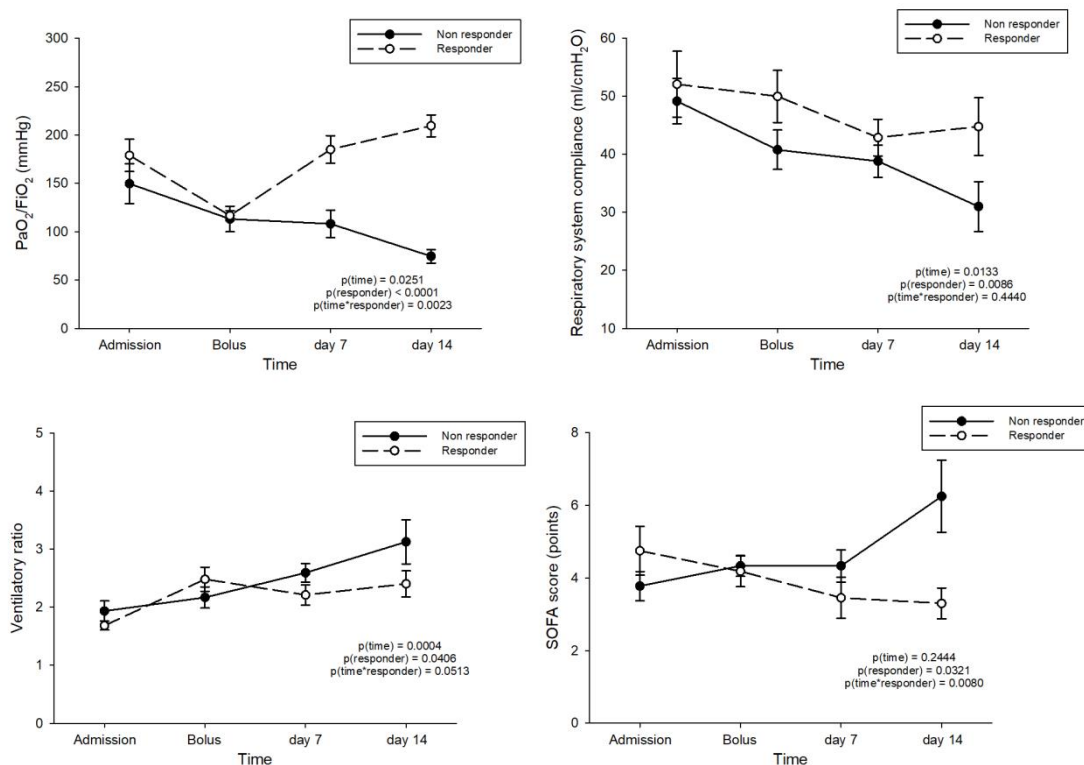 Non responder
Responder
PaO₂/FiO₂ (mmHg)
300
250
200
150
100
50
0
p(time) = 0.0251
p(responder) < 0.0001
p(time*responder) = 0.0023
Admission Bolus day 7 day 14
Time
Non responder
Responder
Respiratory system compliance (ml/cmH₂O)
60
50
40
30
20
10
p(time) = 0.0133
p(responder) = 0.0086
p(time*responder) = 0.4440
Admission Bolus day 7 day 14
Time
Non responder
Responder
Ventilatory ratio
5
4
3
2
1
0
p(time) = 0.0004
p(responder) = 0.0406
p(time*responder) = 0.0513
Admission Bolus day 7 day 14
Time
Non responder
Responder
SOFA score (points)
8
6
4
2
0
p(time) = 0.2444
p(responder) = 0.0321
p(time*responder) = 0.0080
Admission Bolus day 7 day 14
Time